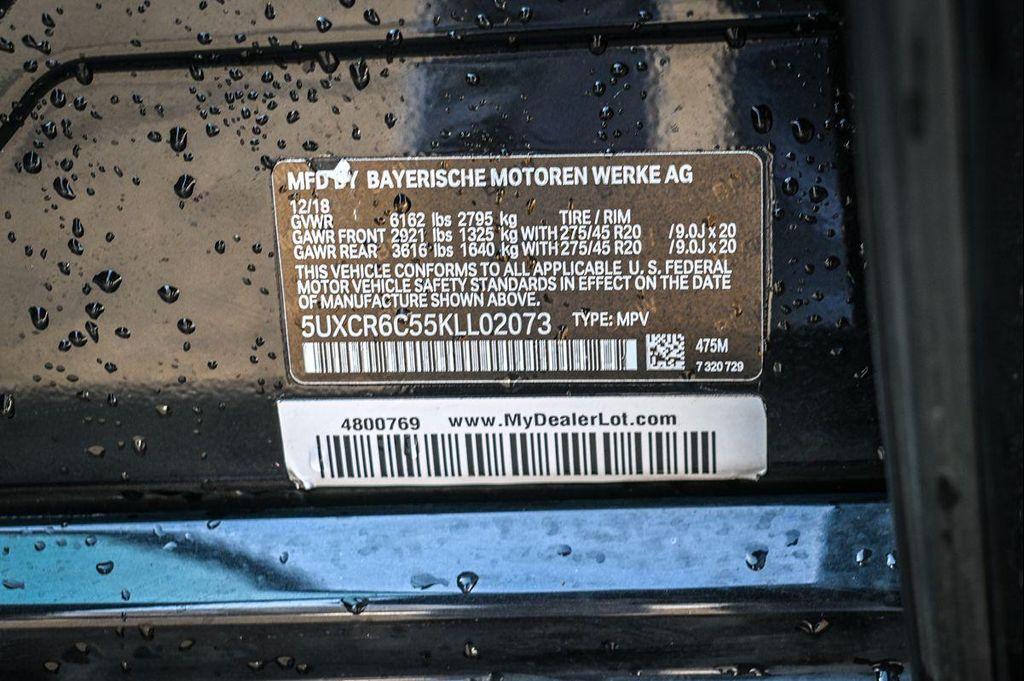 MFD BY BAYERISCHE MOTOREN WERKE AG
12/18
GVWR 6162 lbs 2795 kg TIRE / RIM
GAWR FRONT 2921 lbs 1325 kg WITH 275/45 R20 /9.0J x 20
GAWR REAR 3616 lbs 1640 kg WITH 275/45 R20 /9.0J x 20
THIS VEHICLE CONFORMS TO ALL APPLICABLE U. S. FEDERAL
MOTOR VEHICLE SAFETY STANDARDS IN EFFECT ON THE DATE
OF MANUFACTURE SHOWN ABOVE.
5UXCR6C55KLL02073 TYPE: MPV
475M
7 320 729
4800769 www.MyDealerLot.com